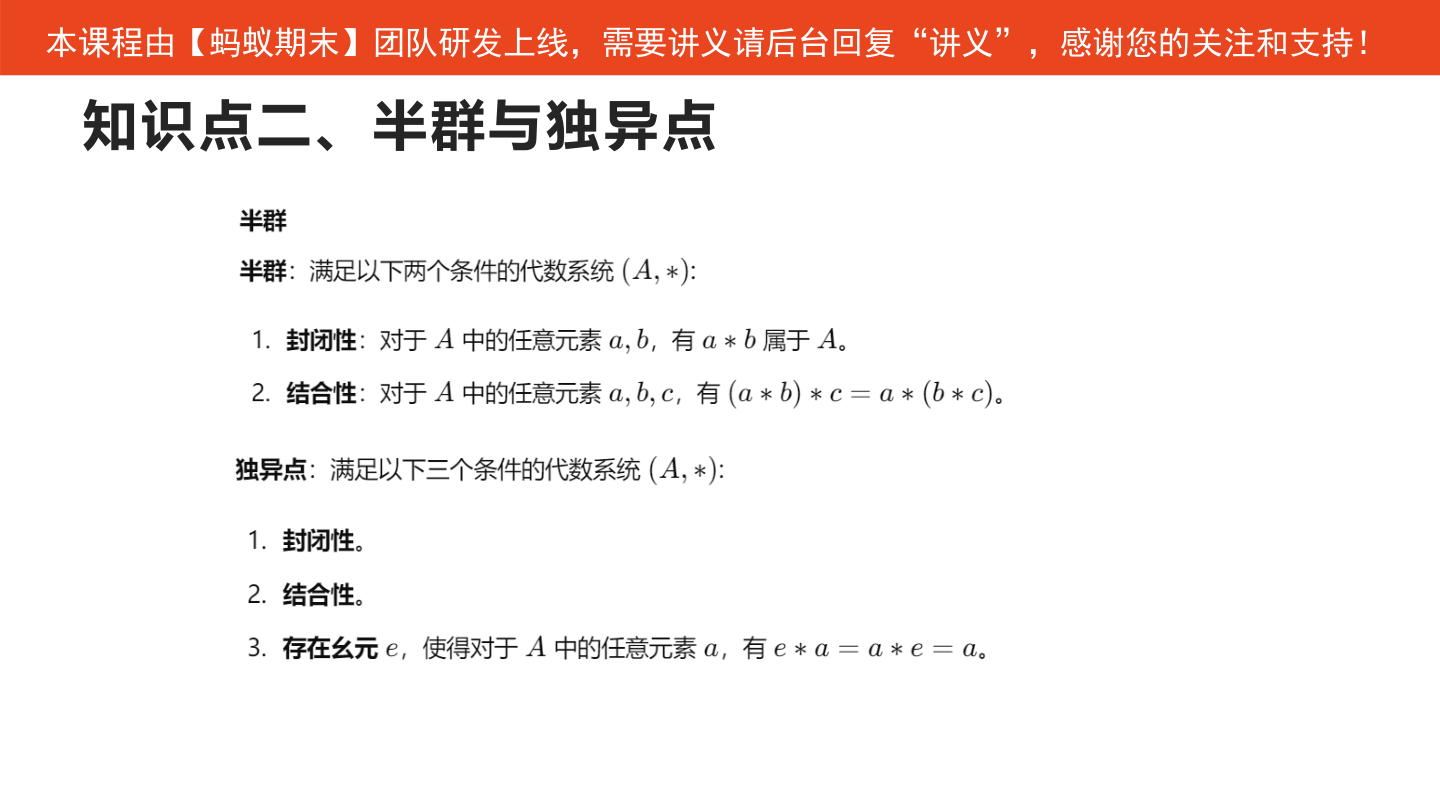 本课程由【蚂蚁期末】团队研发上线，需要讲义请后台回复“讲义”，感谢您的关注和支持！
知识点二、半群与独异点
半群
半群：满足以下两个条件的代数系统 (A, ∗):
1. 封闭性：对于 A 中的任意元素 a, b，有 a ∗ b 属于 A。
2. 结合性：对于 A 中的任意元素 a, b, c，有 (a ∗ b) ∗ c = a ∗ (b ∗ c)。
独异点：满足以下三个条件的代数系统 (A, ∗):
1. 封闭性。
2. 结合性。
3. 存在幺元 e，使得对于 A 中的任意元素 a，有 e ∗ a = a ∗ e = a。